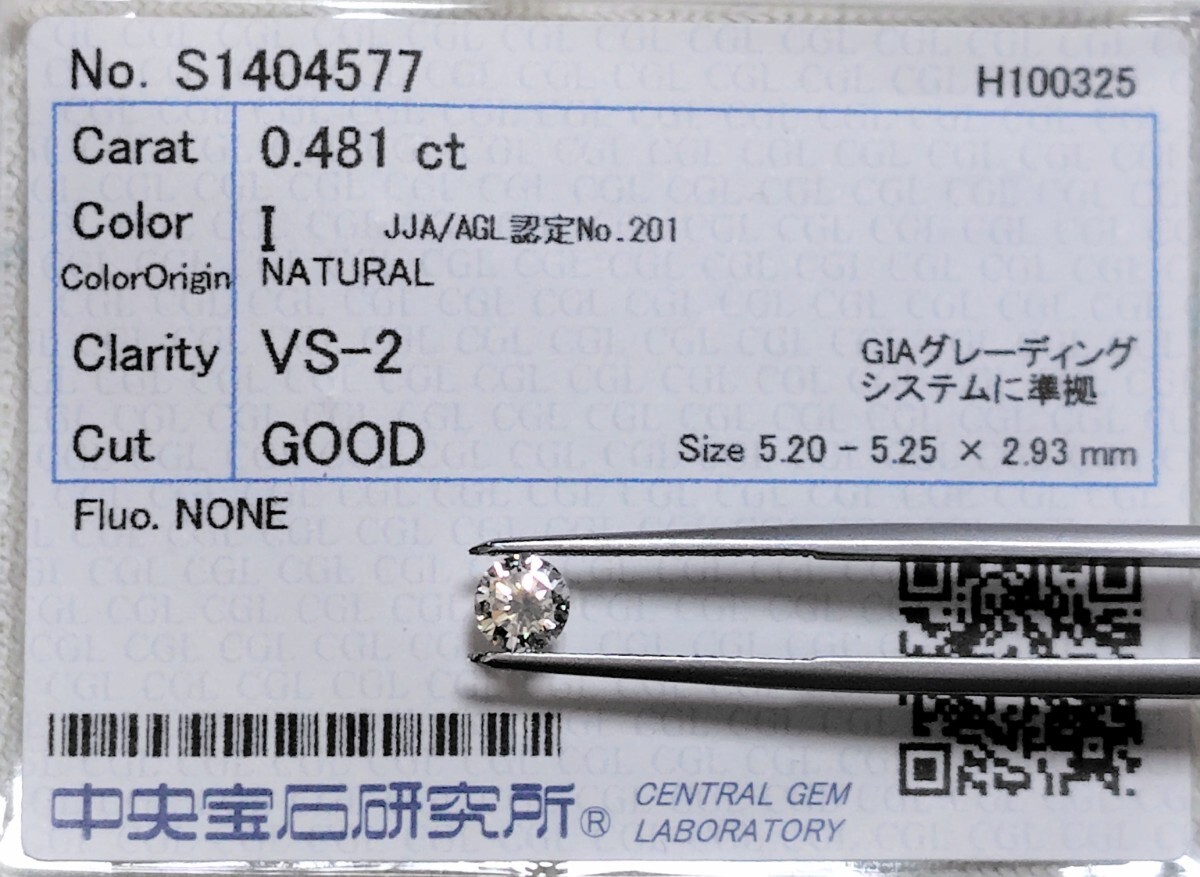 No. S1404577 H100325
Carat 0.481 ct
Color I JJA/AGL認定No.201
ColorOrigin NATURAL
Clarity VS-2 GIAグレーディング
システムに準拠
Cut GOOD Size 5.20 - 5.25 × 2.93 mm
Fluo. NONE
中央宝石研究所® CENTRAL GEM
LABORATORY